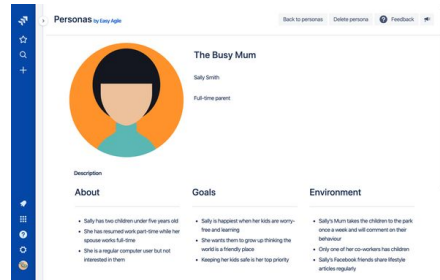 Personas by Easy Agile
Back to personas
Delete persona
Feedback
The Busy Mum
Sally Smith
Full-time parent
Description
About
Sally has two children under five years old
She has resumed work part-time while her
spouse works full-time
She is a regular computer user but not
interested in them
Goals
Sally is happiest when her kids are worry-
free and learning
She wants them to grow up thinking the
world is a friendly place
Keeping her kids safe is her top priority
Environment
Sally's Mum takes the children to the park
once a week and will comment on their
behaviour
Only one of her co-workers has children
Sally's Facebook friends share lifestyle
articles regularly